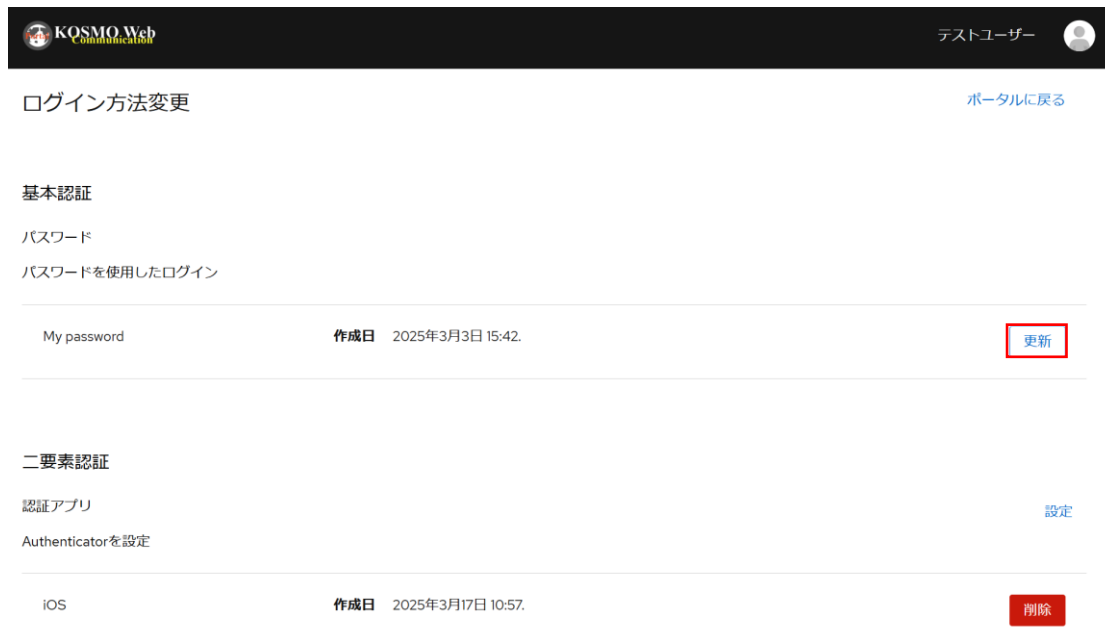 KOSMO Web
Communication
テストユーザー
ログイン方法変更
ポータルに戻る
基本認証
パスワード
パスワードを使用したログイン
My password 作成日 2025年3月3日 15:42. 更新
二要素認証
認証アプリ
設定
Authenticatorを設定
iOS 作成日 2025年3月17日 10:57. 削除